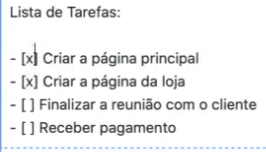 Lista de Tarefas:
- [x] Criar a página principal
- [x] Criar a página da loja
- [ ] Finalizar a reunião com o cliente
- [ ] Receber pagamento